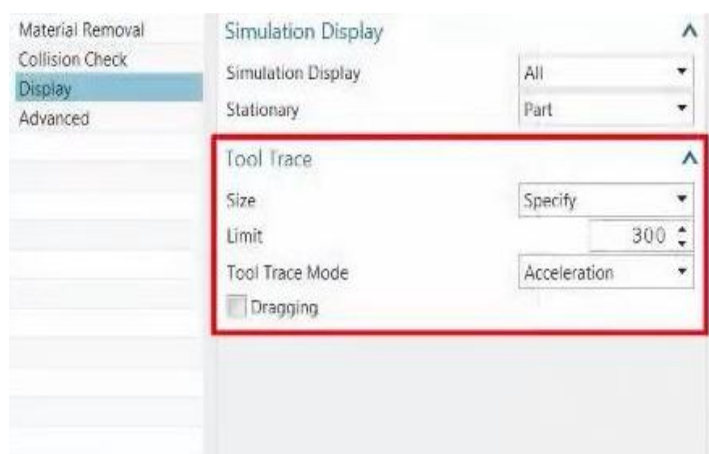 Material Removal
Collision Check
Display
Advanced
Simulation Display
Simulation Display All
Stationary Part
Tool Trace
Size Specify
Limit 300
Tool Trace Mode Acceleration
Dragging